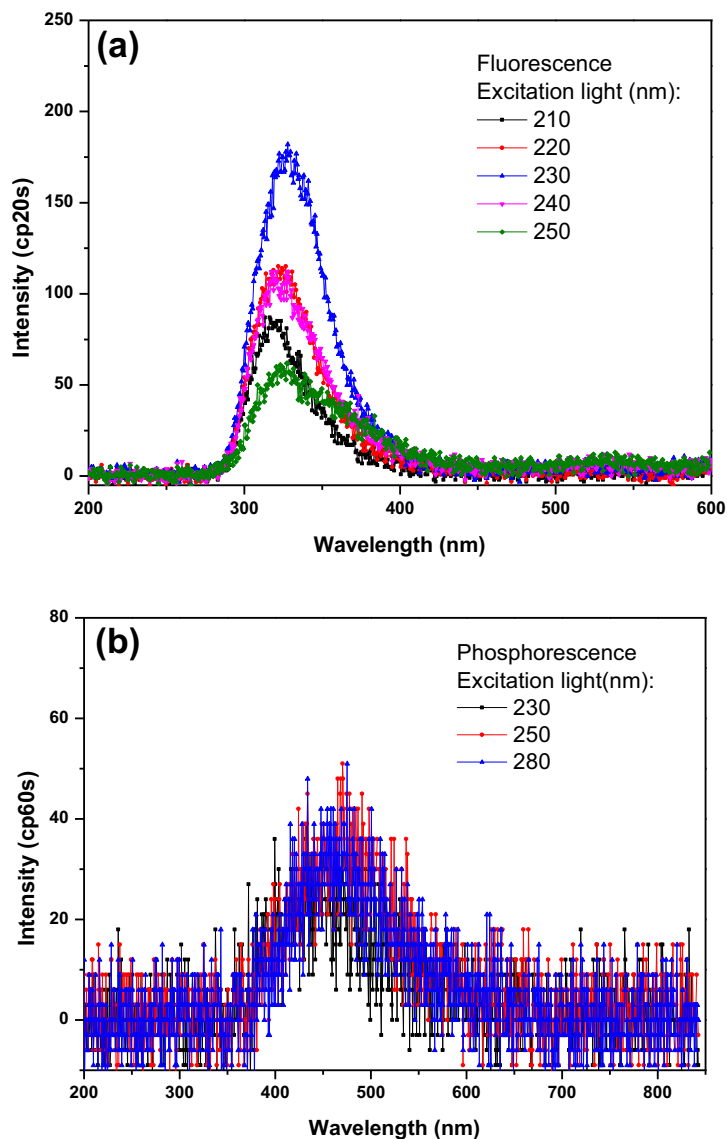 (a)
Fluorescence
Excitation light (nm):
210
220
230
240
250
250
200
150
100
50
0
Intensity (cp20s)
200 300 400 500 600
Wavelength (nm)
(b)
Phosphorescence
Excitation light(nm):
230
250
280
80
60
40
20
0
Intensity (cp60s)
200 300 400 500 600 700 800
Wavelength (nm)